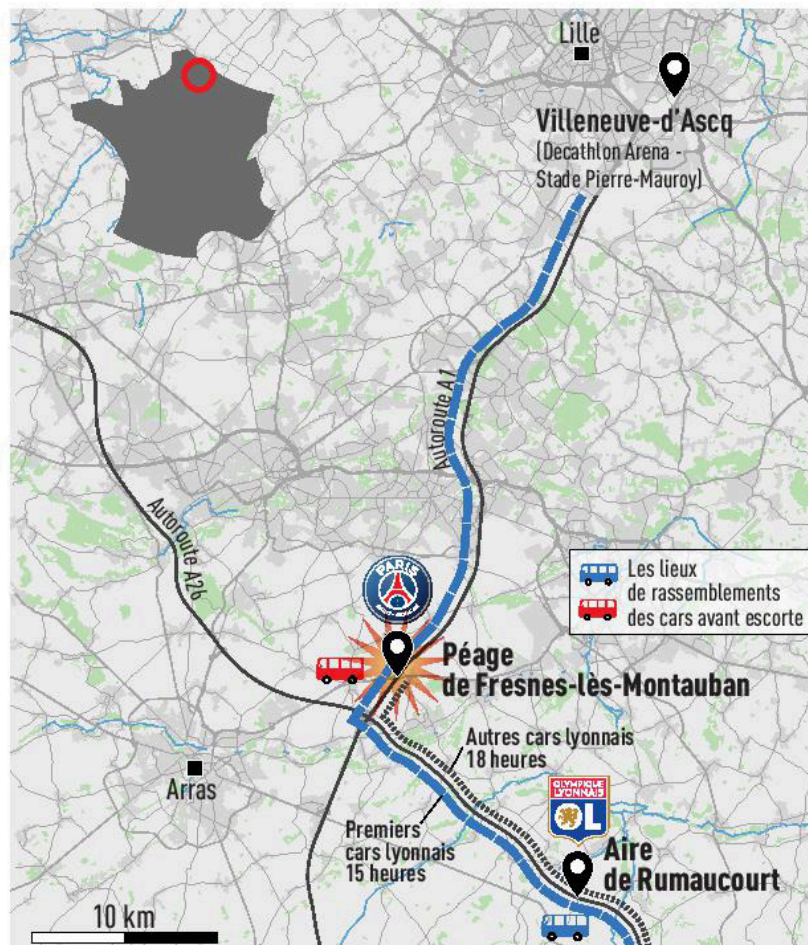 Lille
Villeneuve-d'Ascq
(Decathlon Arena -
Stade Pierre-Mauroy)
Autoroute A1
Autoroute A26
Les lieux
de rassemblements
des cars avant escorte
PARIS
Péage
de Fresnes-lès-Montauban
Autres cars lyonnais
18 heures
Arras
OLYMPIQUE
LYONNAIS
OL
Premiers
cars lyonnais
15 heures
Aire
de Rumaucourt
10 km